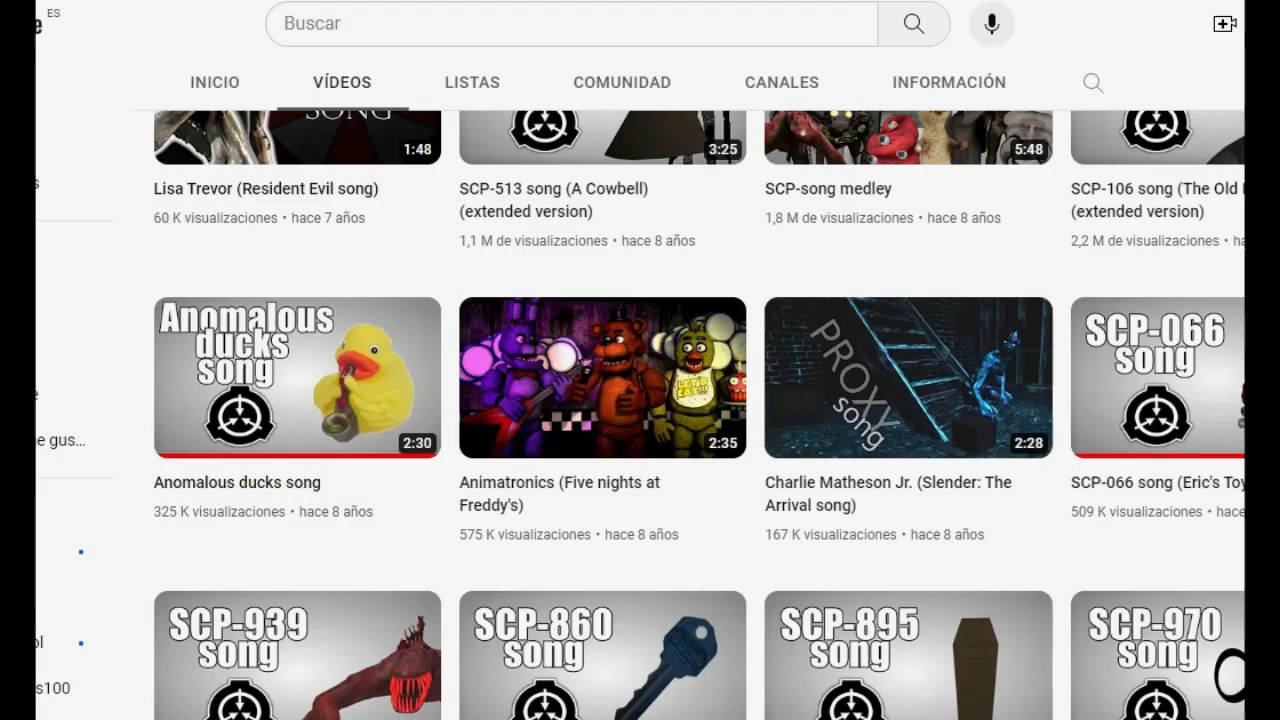 ES
e
Buscar
INICIO
VÍDEOS
LISTAS
COMUNIDAD
CANALES
INFORMACIÓN
SONG
1:48
3:25
5:48
Lisa Trevor (Resident Evil song)
60 K visualizaciones • hace 7 años
SCP-513 song (A Cowbell)
(extended version)
1,1 M de visualizaciones • hace 8 años
SCP-song medley
1,8 M de visualizaciones • hace 8 años
SCP-106 song (The Old
(extended version)
2,2 M de visualizaciones •
s
Anomalous
ducks
song
2:30
2:35
PROXY
song
2:28
SCP-066
song
e
e gus...
Anomalous ducks song
325 K visualizaciones • hace 8 años
Animatronics (Five nights at
Freddy's)
575 K visualizaciones • hace 8 años
Charlie Matheson Jr. (Slender: The
Arrival song)
167 K visualizaciones • hace 8 años
SCP-066 song (Eric's Toy
509 K visualizaciones • hace
SCP-939
song
SCP-860
song
SCP-895
song
SCP-970
song
ol
s100